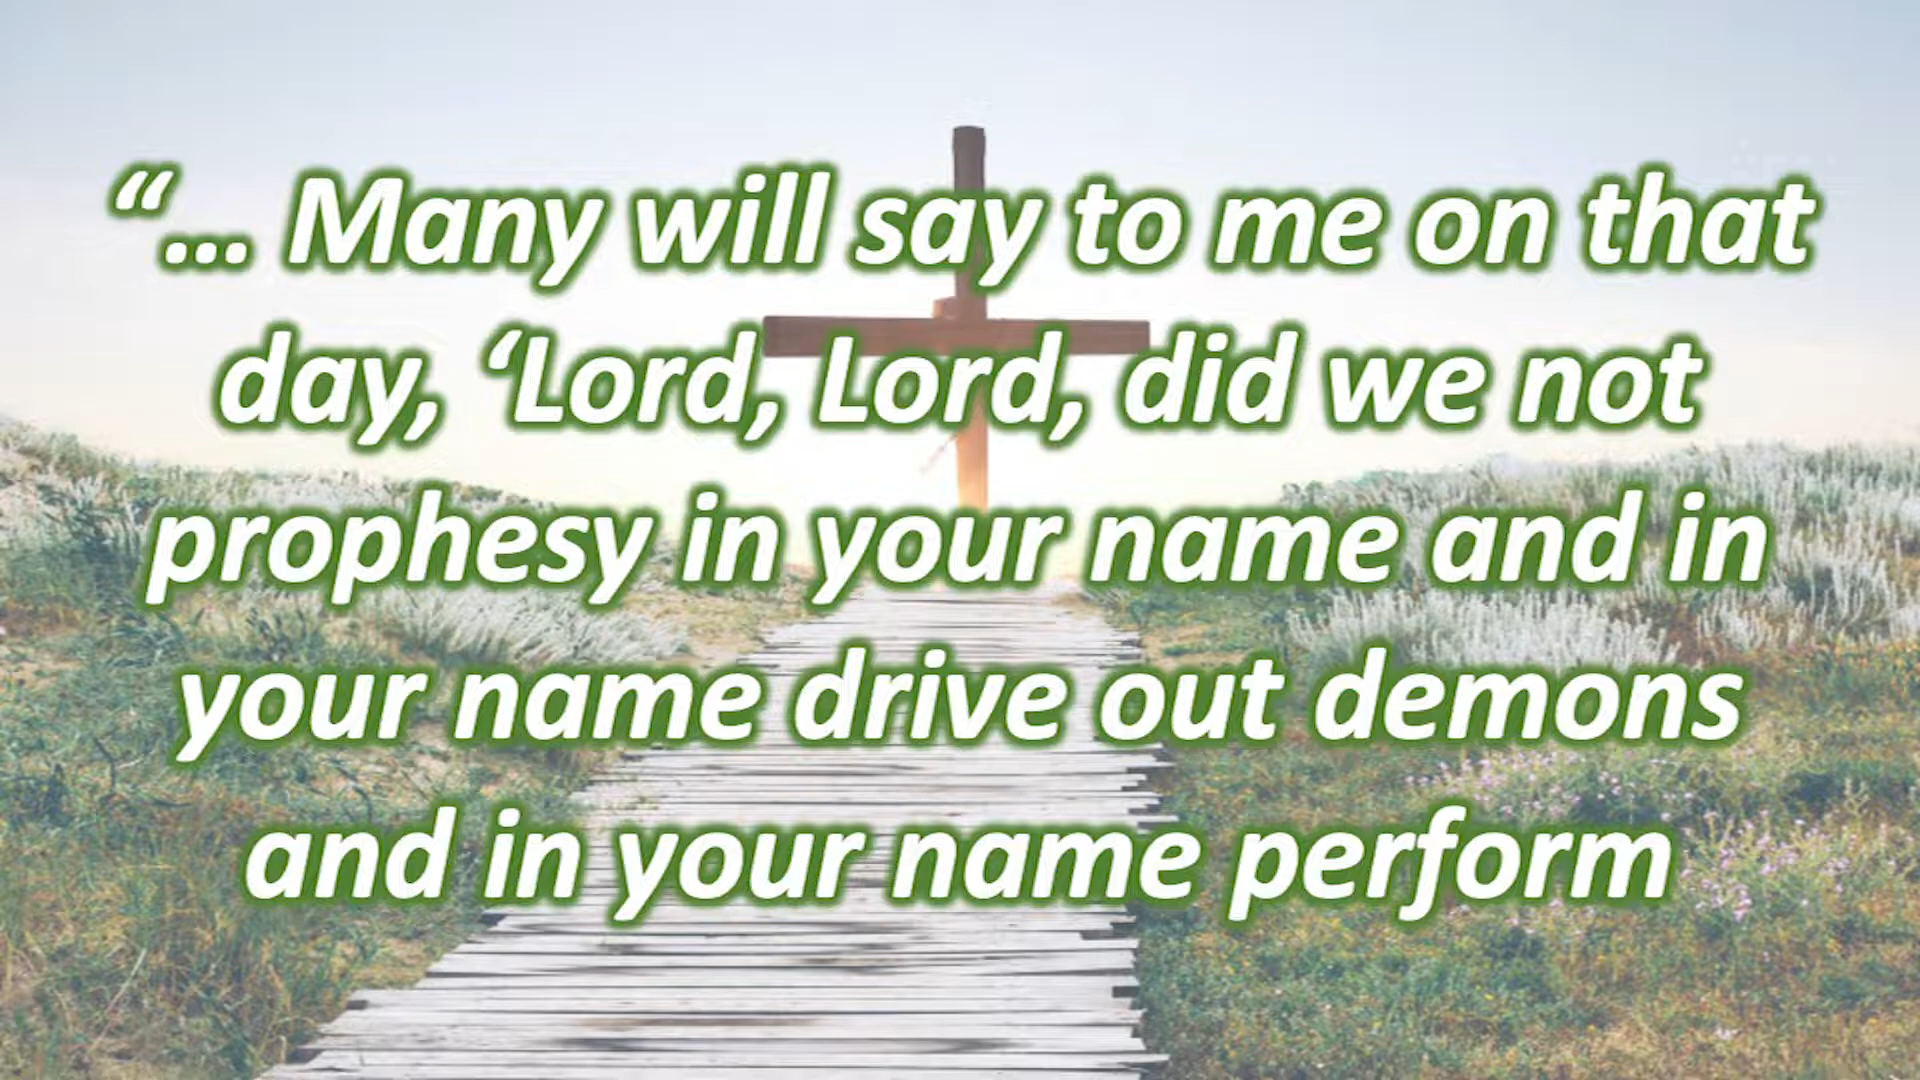 “... Many will say to me on that
day, ‘Lord, Lord, did we not
prophesy in your name and in
your name drive out demons
and in your name perform